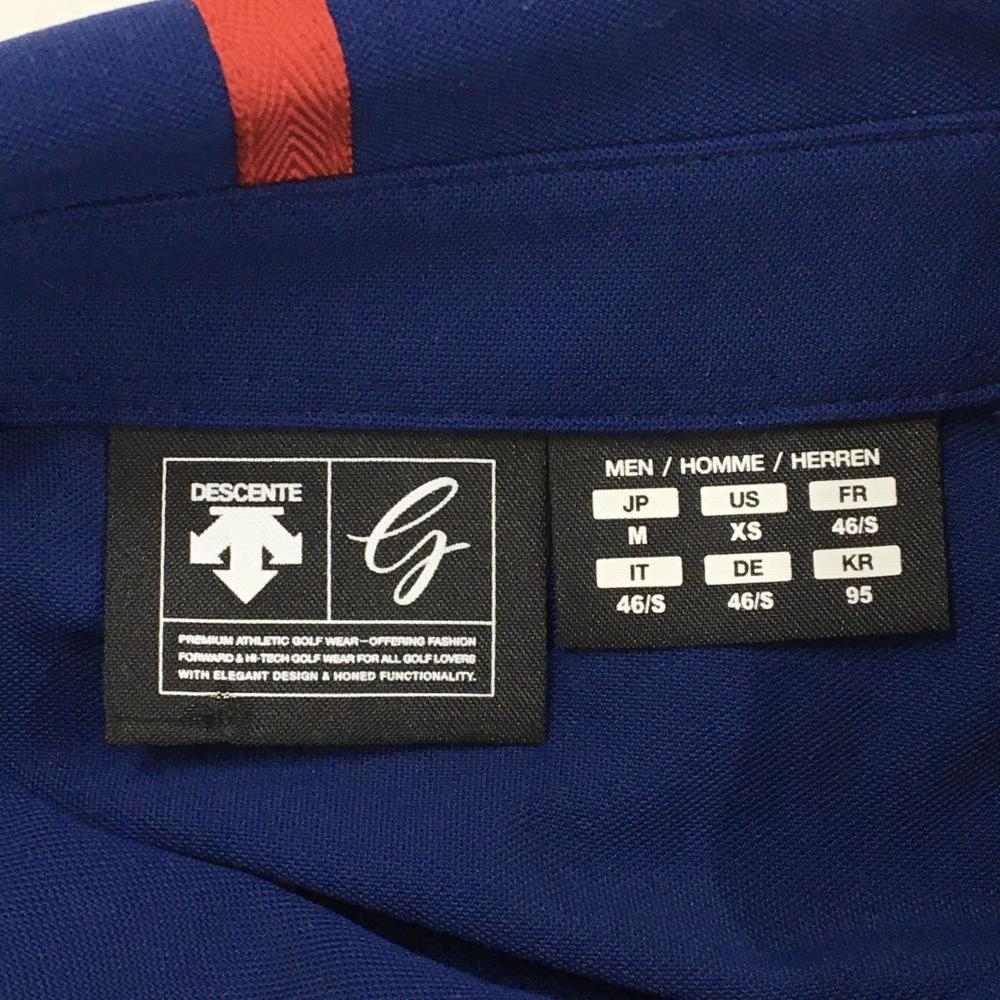 DESCENTE
G
PREMIUM ATHLETIC GOLF WEAR—OFFERING FASHION
FORWARD & HI-TECH GOLF WEAR FOR ALL GOLF LOVERS
WITH ELEGANT DESIGN & HONED FUNCTIONALITY.
MEN / HOMME / HERREN
JP US FR
M XS 46/S
IT DE KR
46/S 46/S 95